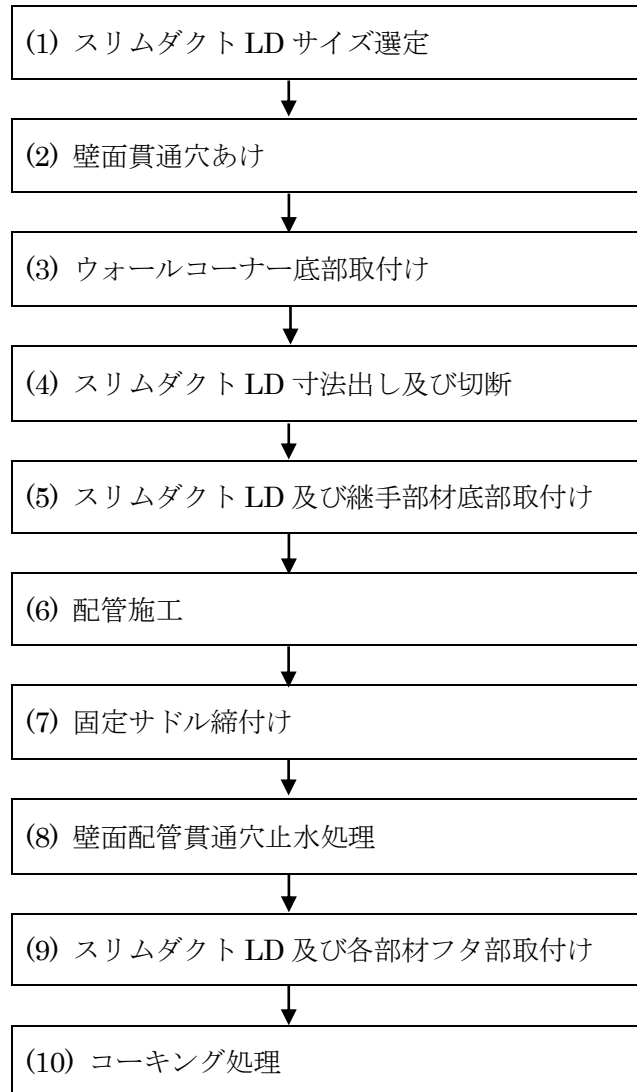 (1) スリムダクト LD サイズ選定
(2) 壁面貫通穴あけ
(3) ウォールコーナー底部取付け
(4) スリムダクト LD 寸法出し及び切断
(5) スリムダクト LD 及び継手部材底部取付け
(6) 配管施工
(7) 固定サドル締付け
(8) 壁面配管貫通穴止水処理
(9) スリムダクト LD 及び各部材フタ部取付け
(10) コーキング処理